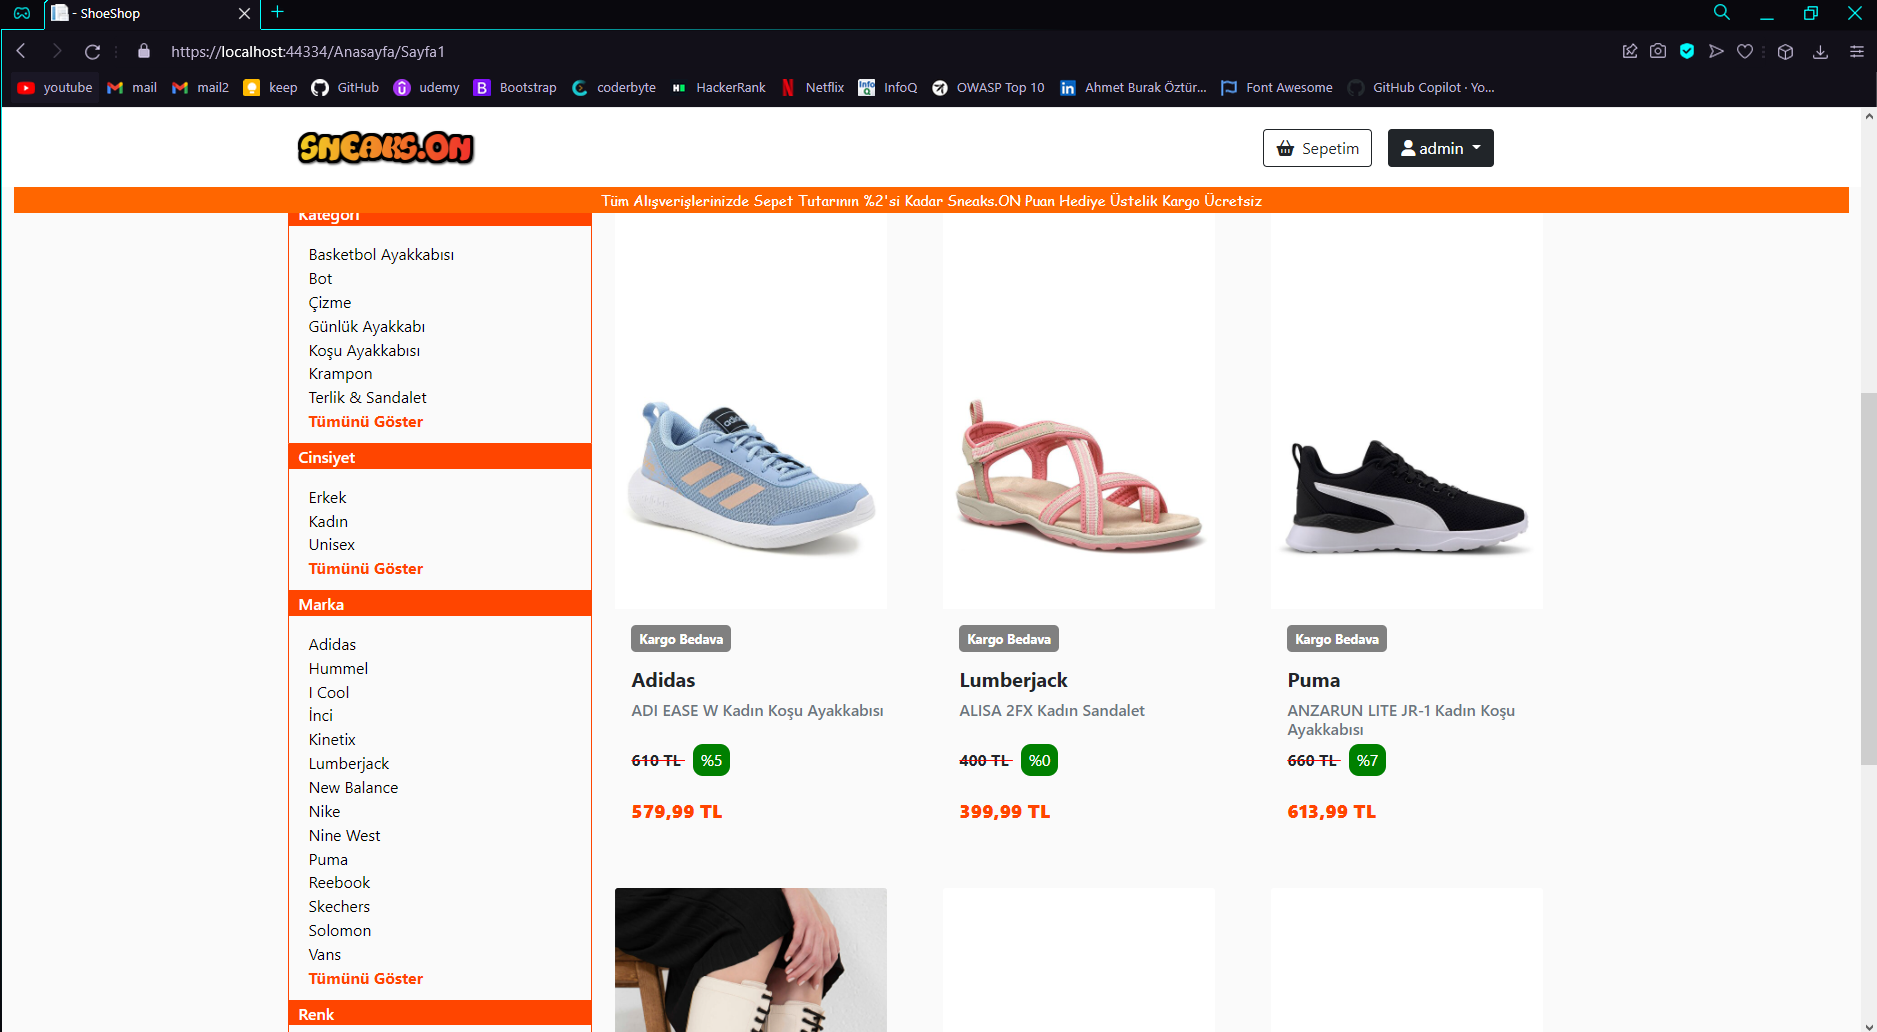 - ShoeShop
https://localhost:44334/Anasayfa/Sayfa1
youtube mail mail2 keep GitHub udemy Bootstrap coderbyte HackerRank Netflix InfoQ OWASP Top 10 Ahmet Burak Öztür... Font Awesome GitHub Copilot · Yo...
SNEAKS.ON
Sepetim
admin
Tüm Alışverişlerinizde Sepet Tutarının %2'si Kadar Sneaks.ON Puan Hediye Üstelik Kargo Ücretsiz
Kategori
Basketbol Ayakkabısı
Bot
Çizme
Günlük Ayakkabı
Koşu Ayakkabısı
Krampon
Terlik & Sandalet
Tümünü Göster
Cinsiyet
Erkek
Kadın
Unisex
Tümünü Göster
Marka
Adidas
Hummel
I Cool
İnci
Kinetix
Lumberjack
New Balance
Nike
Nine West
Puma
Reebook
Skechers
Solomon
Vans
Tümünü Göster
Renk
adidas
Kargo Bedava
Adidas
ADI EASE W Kadın Koşu Ayakkabısı
610 TL %5
579,99 TL
Kargo Bedava
Lumberjack
ALISA 2FX Kadın Sandalet
400 TL %0
399,99 TL
Kargo Bedava
Puma
ANZARUN LITE JR-1 Kadın Koşu
Ayakkabısı
660 TL %7
613,99 TL